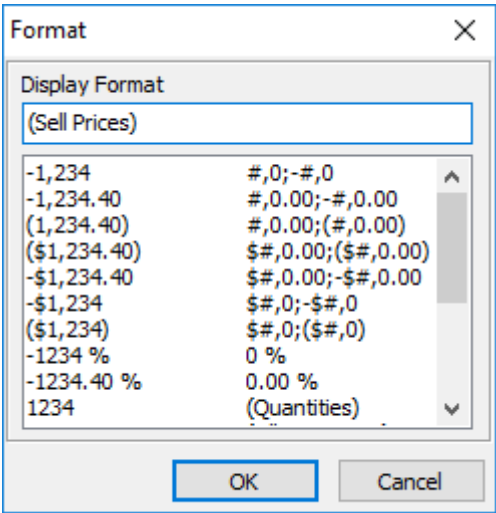 Format
Display Format
(Sell Prices)
-1,234 #,0;-#,0
-1,234.40 #,0.00;-#,0.00
(1,234.40) #,0.00;(#,0.00)
($1,234.40) $#,0.00;($#,0.00)
-$1,234.40 $#,0.00;-$#,0.00
-$1,234 $#,0;-$#,0
($1,234) $#,0;($#,0)
-1234 % 0 %
-1234.40 % 0.00 %
1234 (Quantities)
OK Cancel